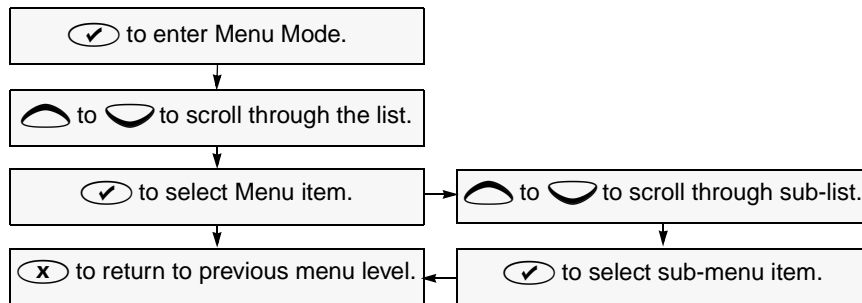 ✔ to enter Menu Mode.
to to scroll through the list.
✔ to select Menu item.
to to scroll through sub-list.
x to return to previous menu level.
✔ to select sub-menu item.